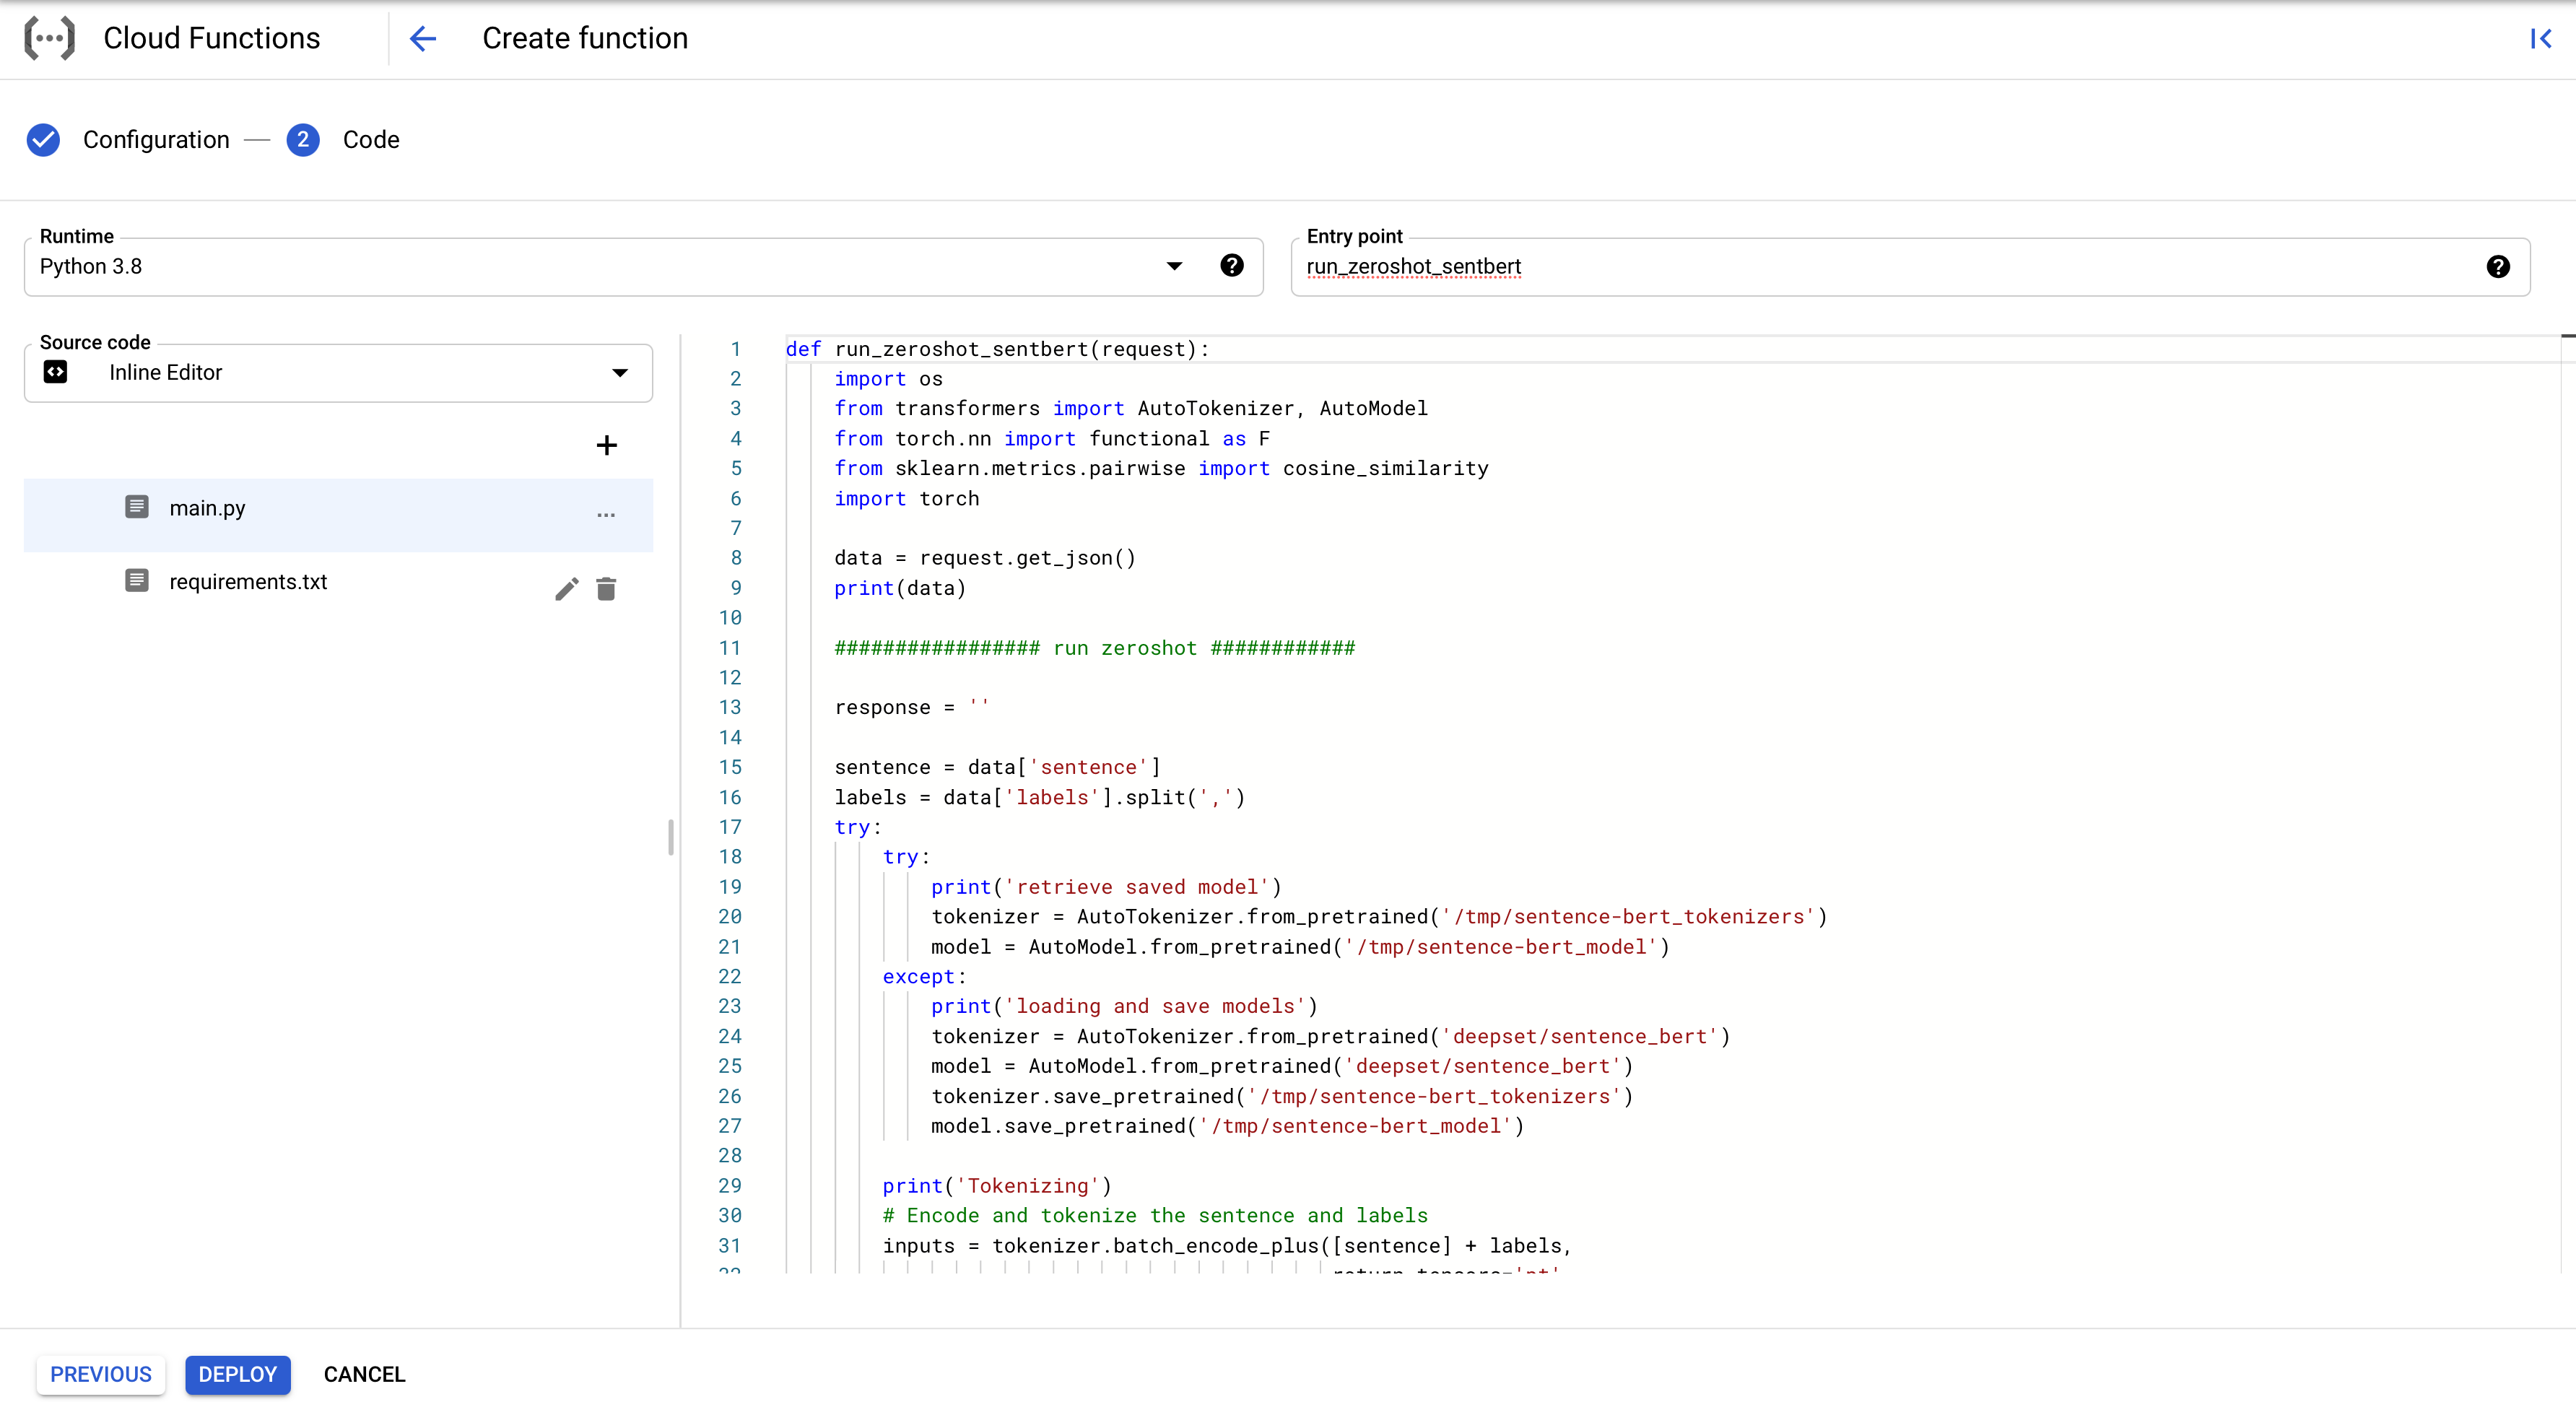 Cloud Functions
Create function
Configuration — 2 Code
Runtime
Python 3.8
Entry point
run_zeroshot_sentbert
Source code
Inline Editor
main.py
requirements.txt
1 def run_zeroshot_sentbert(request):
2 import os
3 from transformers import AutoTokenizer, AutoModel
4 from torch.nn import functional as F
5 from sklearn.metrics.pairwise import cosine_similarity
6 import torch
7
8 data = request.get_json()
9 print(data)
10
11 ################# run zeroshot ############
12
13 response = ''
14
15 sentence = data['sentence']
16 labels = data['labels'].split(',')
17 try:
18 try:
19 print('retrieve saved model')
20 tokenizer = AutoTokenizer.from_pretrained('/tmp/sentence-bert_tokenizers')
21 model = AutoModel.from_pretrained('/tmp/sentence-bert_model')
22 except:
23 print('loading and save models')
24 tokenizer = AutoTokenizer.from_pretrained('deepset/sentence_bert')
25 model = AutoModel.from_pretrained('deepset/sentence_bert')
26 tokenizer.save_pretrained('/tmp/sentence-bert_tokenizers')
27 model.save_pretrained('/tmp/sentence-bert_model')
28
29 print('Tokenizing')
30 # Encode and tokenize the sentence and labels
31 inputs = tokenizer.batch_encode_plus([sentence] + labels,
PREVIOUS
DEPLOY
CANCEL